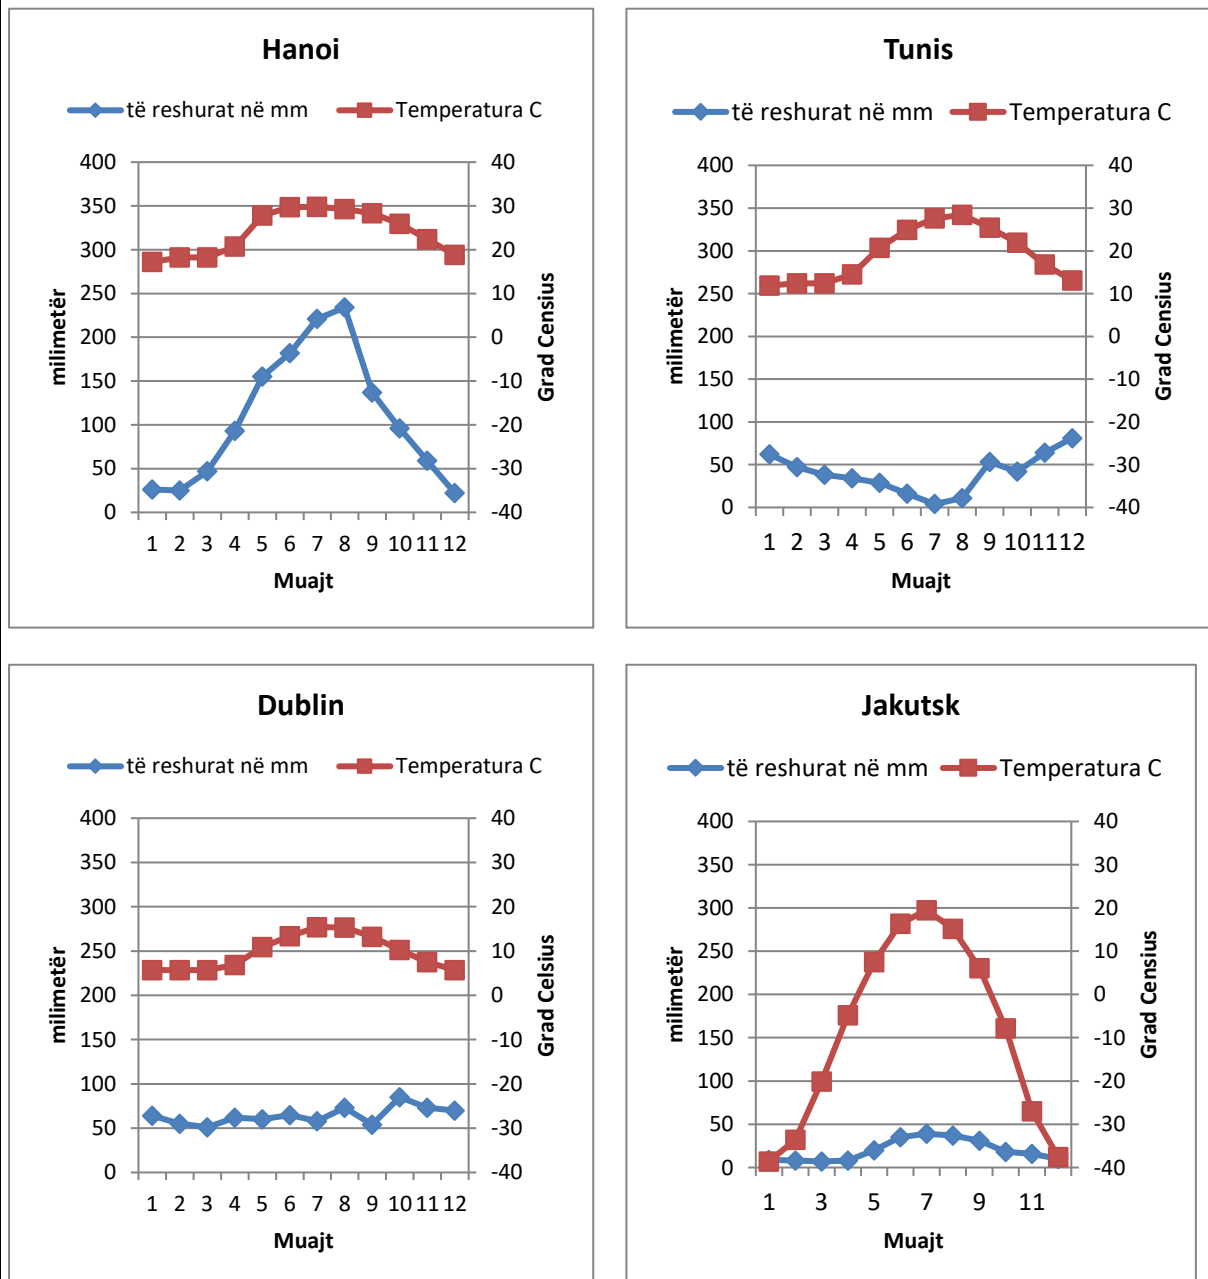 Hanoi
të reshurat në mm Temperatura C
400 40
350 30
300 20
250 10
200 0
150 -10
100 -20
50 -30
0 -40
milimetër
Grad Censius
1 2 3 4 5 6 7 8 9 10 11 12
Muajt
Tunis
të reshurat në mm Temperatura C
400 40
350 30
300 20
250 10
200 0
150 -10
100 -20
50 -30
0 -40
milimetër
Grad Censius
1 2 3 4 5 6 7 8 9 10 11 12
Muajt
Dublin
të reshurat në mm Temperatura C
400 40
350 30
300 20
250 10
200 0
150 -10
100 -20
50 -30
0 -40
milimetër
Grad Celsius
1 2 3 4 5 6 7 8 9 10 11 12
Muajt
Jakutsk
të reshurat në mm Temperatura C
400 40
350 30
300 20
250 10
200 0
150 -10
100 -20
50 -30
0 -40
milimetër
Grad Censius
1 3 5 7 9 11
Muajt